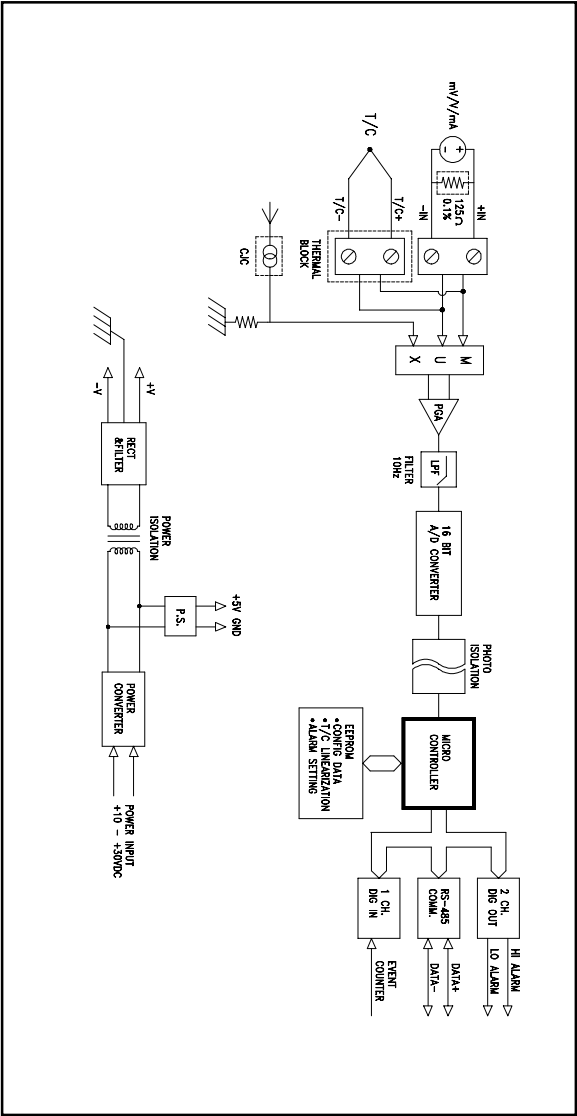 mV/V/mA
+
-
125Ω
0.1%
+IN
-IN
T/C
T/C+
T/C-
THERMAL
BLOCK
CJC
M
U
X
PGA
LPF
FILTER
10Hz
16 BIT
A/D CONVERTER
PHOTO
ISOLATION
MICRO
CONTROLLER
EEPROM
•CONFIG DATA
•T/C LINEARIZATION
•ALARM SETTING
2 CH.
DIG OUT
HI ALARM
LO ALARM
RS-485
COMM.
DATA+
DATA-
1 CH.
DIG IN
EVENT
COUNTER
+V
-V
RECT
&FILTER
POWER
ISOLATION
+5V
GND
P.S.
POWER
CONVERTER
POWER INPUT
+10 - +30VDC